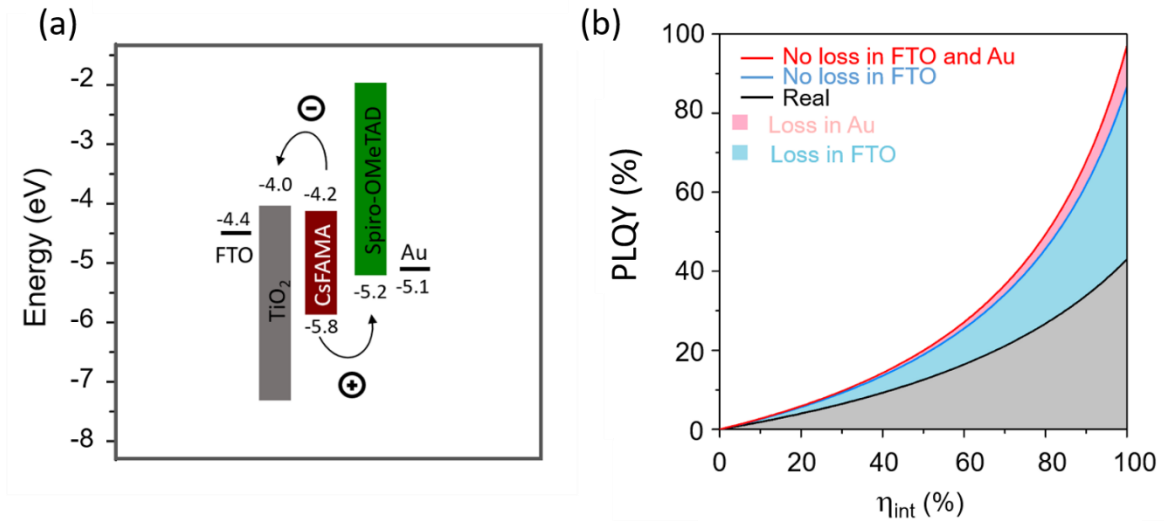 (a)
Energy (eV)
-2
-3
-4
-5
-6
-7
-8
-4.4
FTO
-4.0
TiO2
-4.2
CsFAMA
-5.8
Spiro-OMeTAD
-5.2
Au
-5.1
(b)
PLQY (%)
100
80
60
40
20
0
No loss in FTO and Au
No loss in FTO
Real
Loss in Au
Loss in FTO
0 20 40 60 80 100
ηint (%)